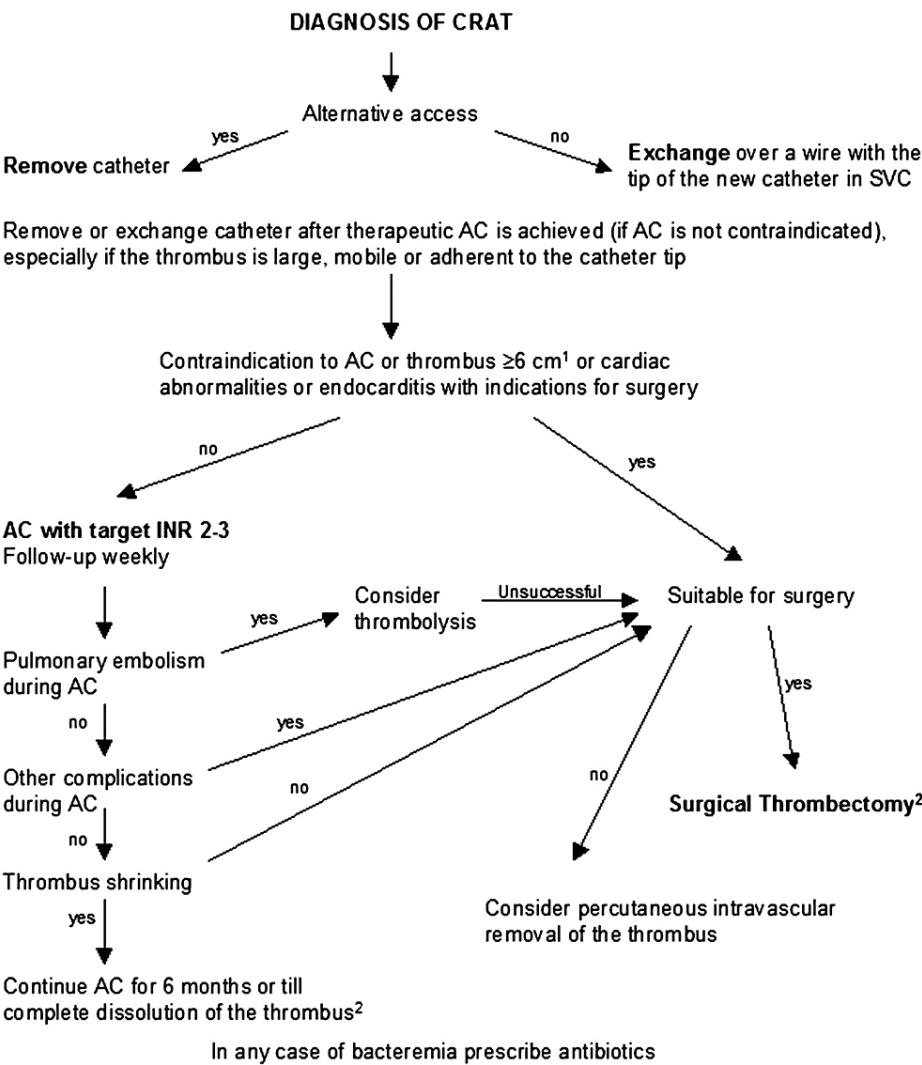 DIAGNOSIS OF CRAT
Alternative access
yes
no
Remove catheter
Exchange over a wire with the
tip of the new catheter in SVC
Remove or exchange catheter after therapeutic AC is achieved (if AC is not contraindicated),
especially if the thrombus is large, mobile or adherent to the catheter tip
Contraindication to AC or thrombus ≥6 cm¹ or cardiac
abnormalities or endocarditis with indications for surgery
no
yes
AC with target INR 2-3
Follow-up weekly
yes
Consider
thrombolysis
Unsuccessful
Suitable for surgery
Pulmonary embolism
during AC
no
yes
yes
Other complications
during AC
no
no
no
Surgical Thrombectomy²
Thrombus shrinking
yes
Consider percutaneous intravascular
removal of the thrombus
Continue AC for 6 months or till
complete dissolution of the thrombus²
In any case of bacteremia prescribe antibiotics